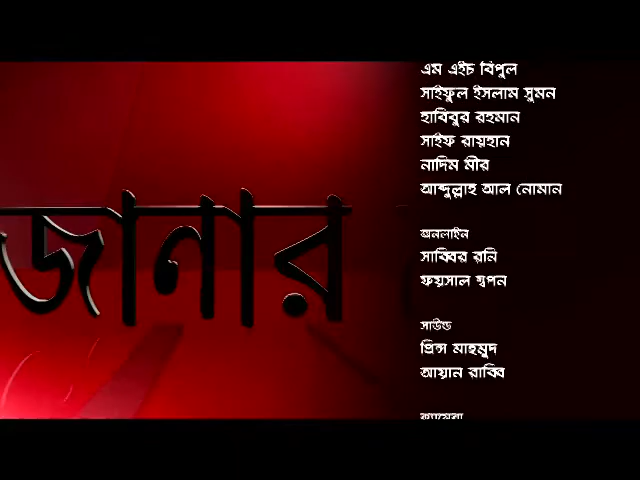 জানার
এম এইচ বিপুল
সাইফুল ইসলাম সুমন
হাবিবুর রহমান
সাইফ রায়হান
নাদিম মীর
আব্দুল্লাহ আল নোমান
অনলাইন
সাব্বির রনি
ফয়সাল স্বপন
সাউন্ড
প্রিন্স মাহমুদ
আয়ান রাব্বি
ক্যামেরা